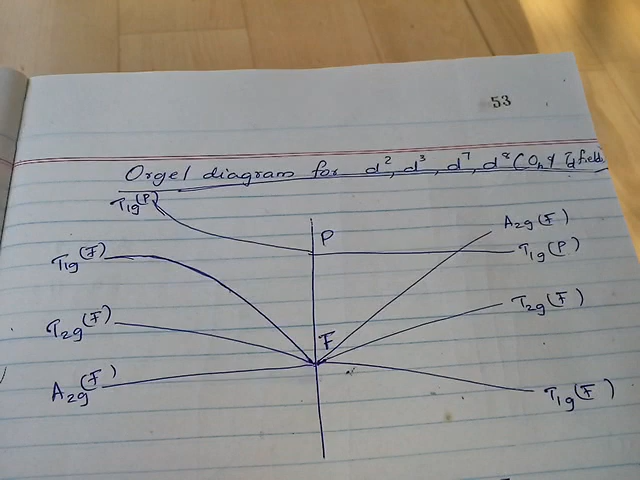 53
Orgel diagram for d², d³, d⁷, d⁸ (Oh & Td field)
T₁g(P)
A₂g(F)
P
T₁g(P)
T₁g(F)
T₂g(F)
T₂g(F)
F
A₂g(F)
T₁g(F)